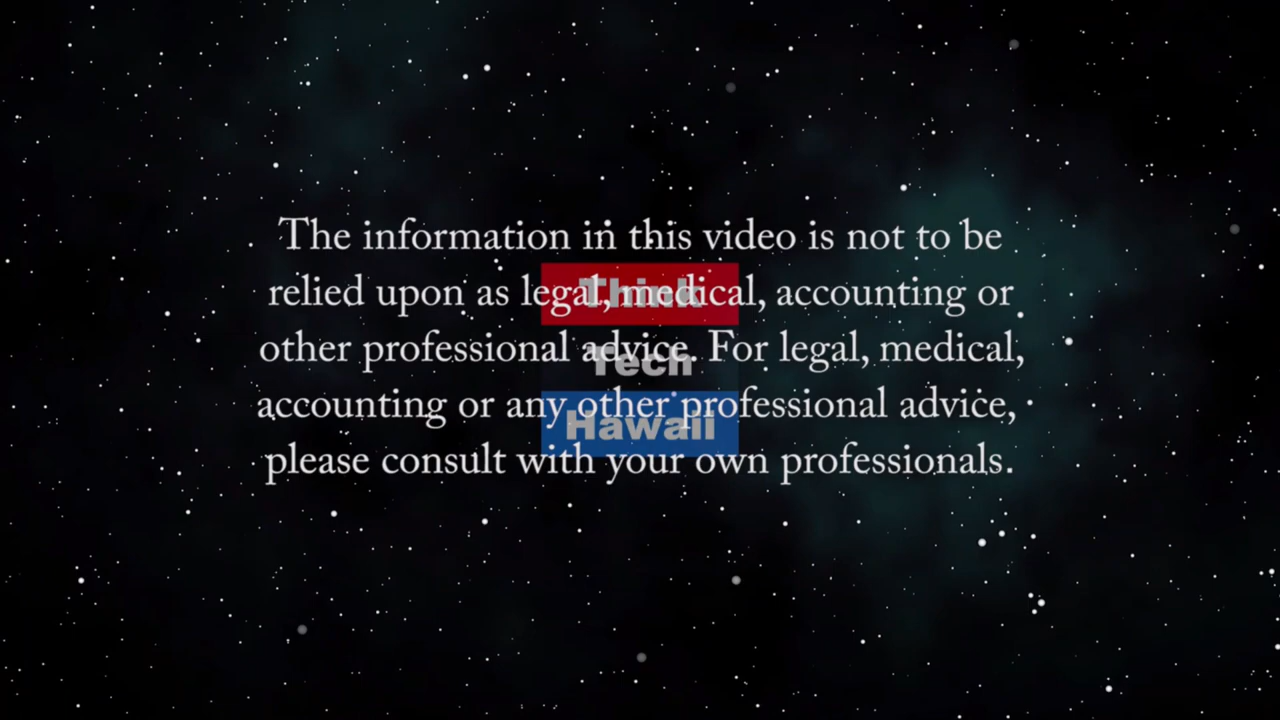 The information in this video is not to be
relied upon as legal, medical, accounting or
other professional advice. For legal, medical,
accounting or any other professional advice,
please consult with your own professionals.
Think
Tech
Hawaii